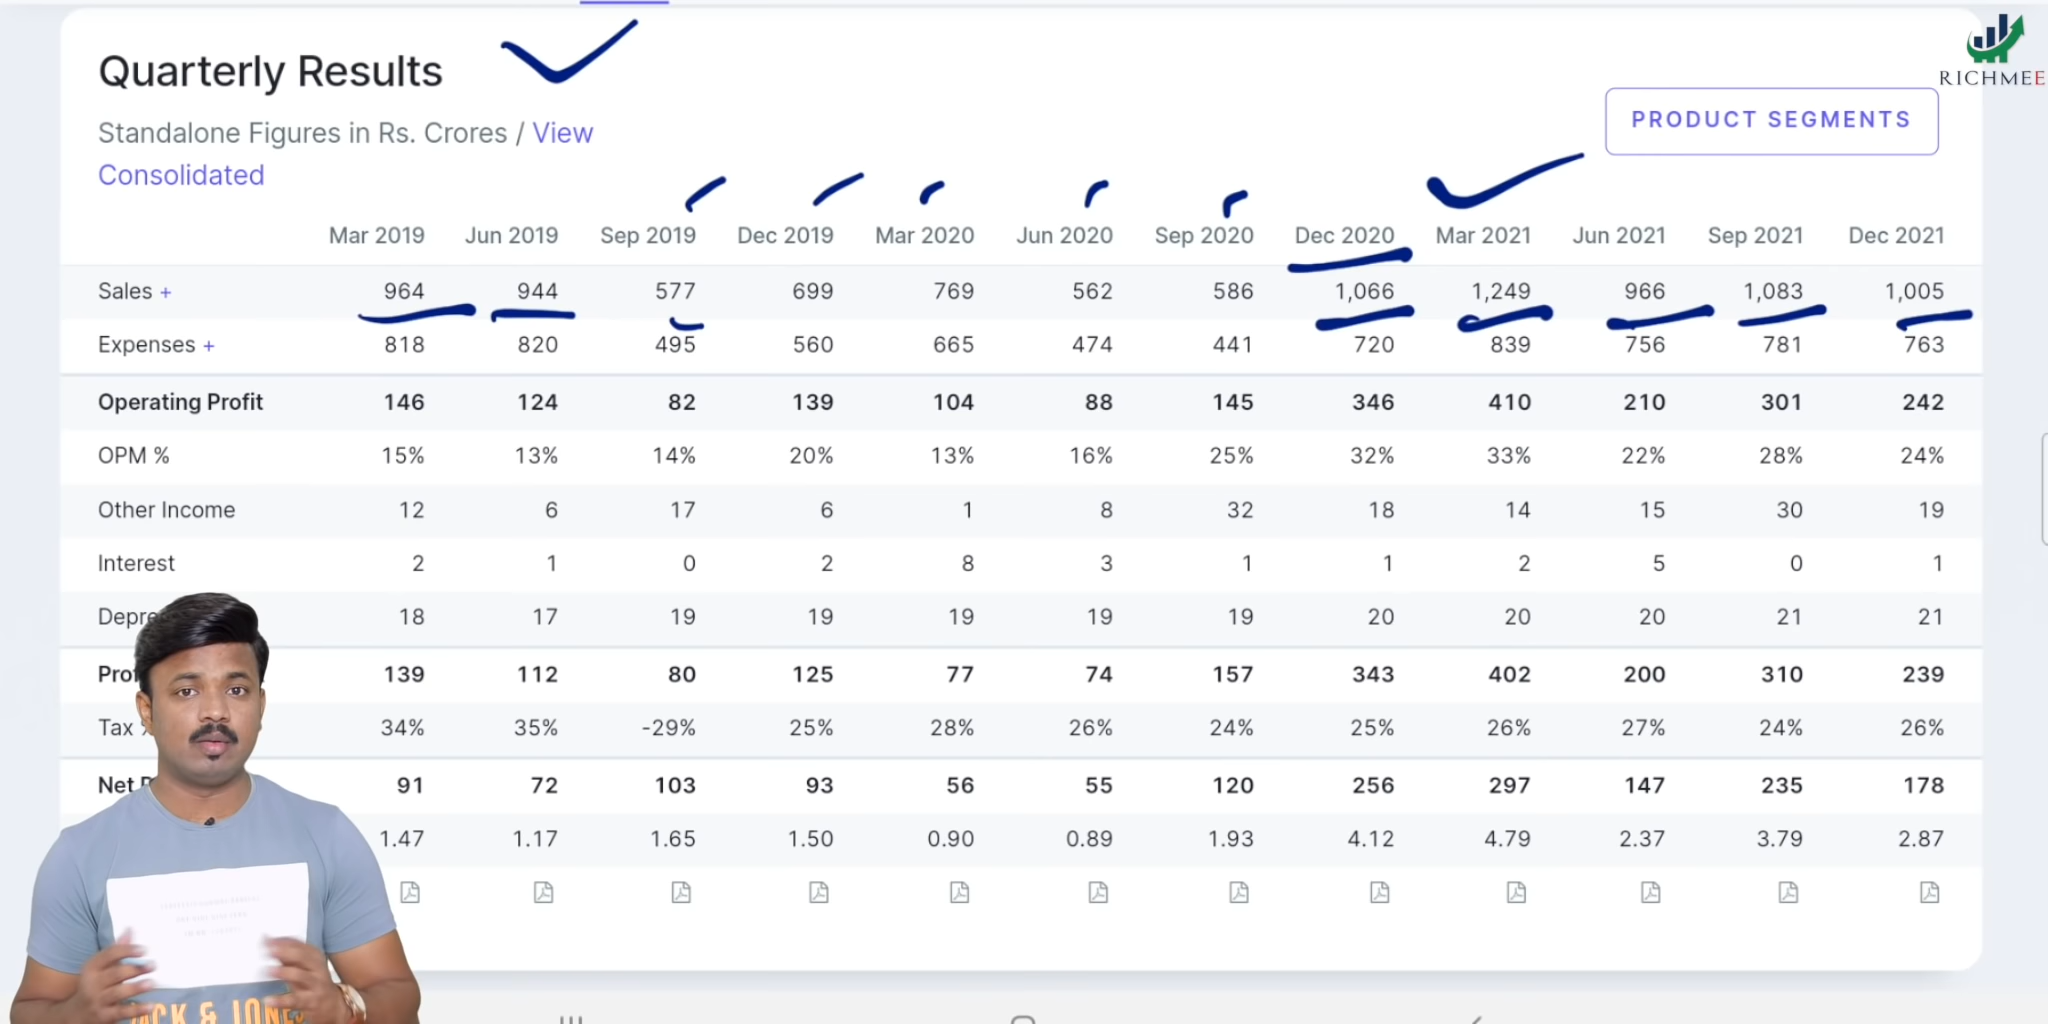 RICHMEE
Quarterly Results
PRODUCT SEGMENTS
Standalone Figures in Rs. Crores / View
Consolidated
Mar 2019 Jun 2019 Sep 2019 Dec 2019 Mar 2020 Jun 2020 Sep 2020 Dec 2020 Mar 2021 Jun 2021 Sep 2021 Dec 2021
Sales + 964 944 577 699 769 562 586 1,066 1,249 966 1,083 1,005
Expenses + 818 820 495 560 665 474 441 720 839 756 781 763
Operating Profit 146 124 82 139 104 88 145 346 410 210 301 242
OPM % 15% 13% 14% 20% 13% 16% 25% 32% 33% 22% 28% 24%
Other Income 12 6 17 6 1 8 32 18 14 15 30 19
Interest 2 1 0 2 8 3 1 1 2 5 0 1
Depre 18 17 19 19 19 19 19 20 20 20 21 21
Pro 139 112 80 125 77 74 157 343 402 200 310 239
Tax 34% 35% -29% 25% 28% 26% 24% 25% 26% 27% 24% 26%
Net 91 72 103 93 56 55 120 256 297 147 235 178
1.47 1.17 1.65 1.50 0.90 0.89 1.93 4.12 4.79 2.37 3.79 2.87
JACK & JONES